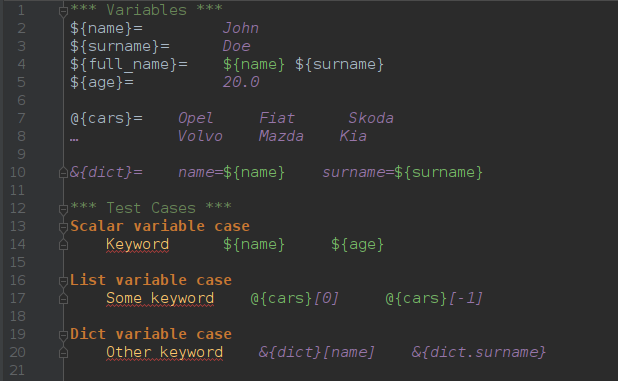 1 *** Variables ***
2 ${name}= John
3 ${surname}= Doe
4 ${full_name}= ${name} ${surname}
5 ${age}= 20.0
6
7 @{cars}= Opel Fiat Skoda
8 … Volvo Mazda Kia
9
10 &{dict}= name=${name} surname=${surname}
11
12 *** Test Cases ***
13 Scalar variable case
14 Keyword ${name} ${age}
15
16 List variable case
17 Some keyword @{cars}[0] @{cars}[-1]
18
19 Dict variable case
20 Other keyword &{dict}[name] &{dict.surname}
21